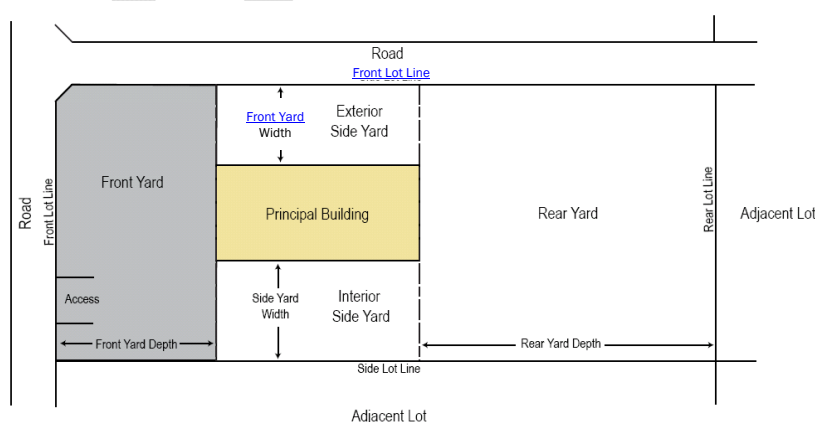 Road
Front Lot Line
Front Yard
Width
Exterior
Side Yard
Front Yard
Principal Building
Rear Yard
Road
Front Lot Line
Rear Lot Line
Adjacent Lot
Access
Side Yard
Width
Interior
Side Yard
Front Yard Depth
Rear Yard Depth
Side Lot Line
Adjacent Lot